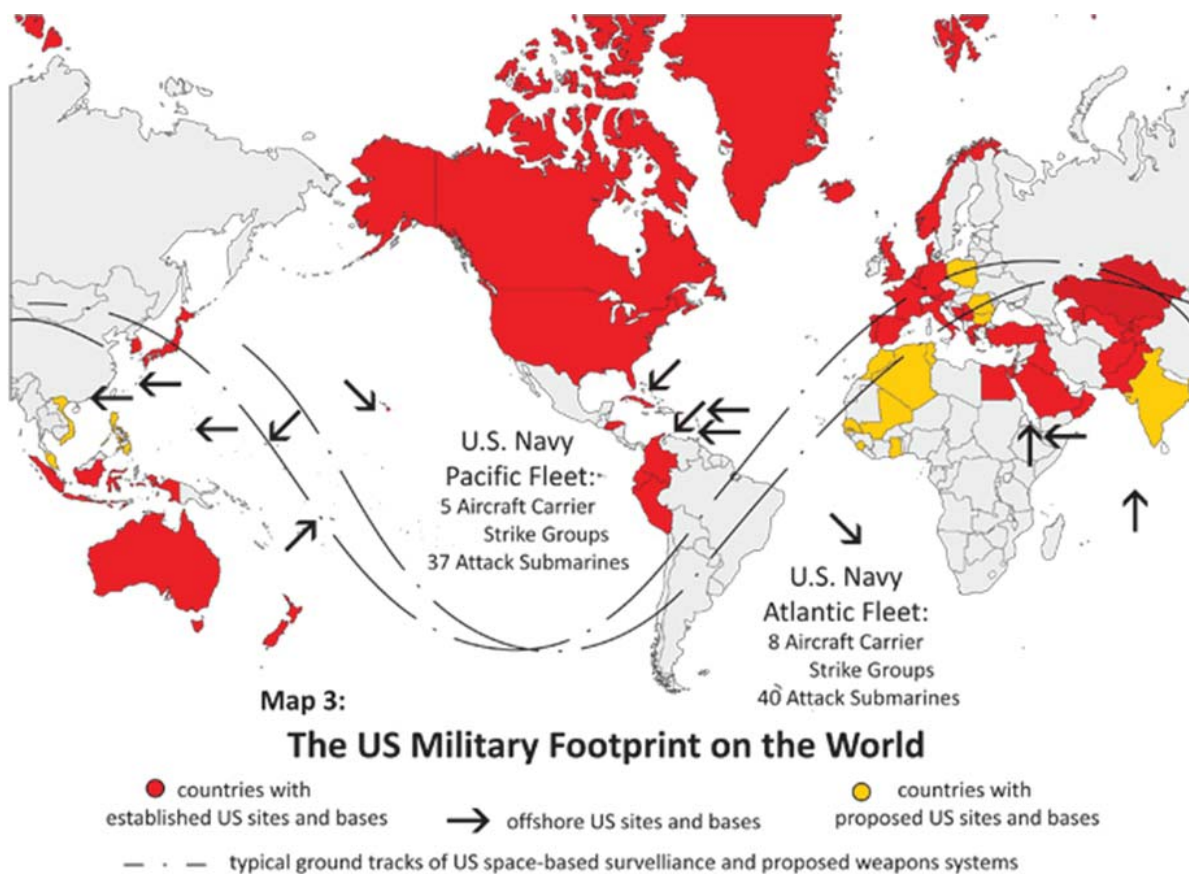 U.S. Navy
Pacific Fleet:
5 Aircraft Carrier
Strike Groups
37 Attack Submarines
U.S. Navy
Atlantic Fleet:
8 Aircraft Carrier
Strike Groups
40 Attack Submarines
Map 3:
The US Military Footprint on the World
countries with
established US sites and bases
offshore US sites and bases
countries with
proposed US sites and bases
typical ground tracks of US space-based survelliance and proposed weapons systems